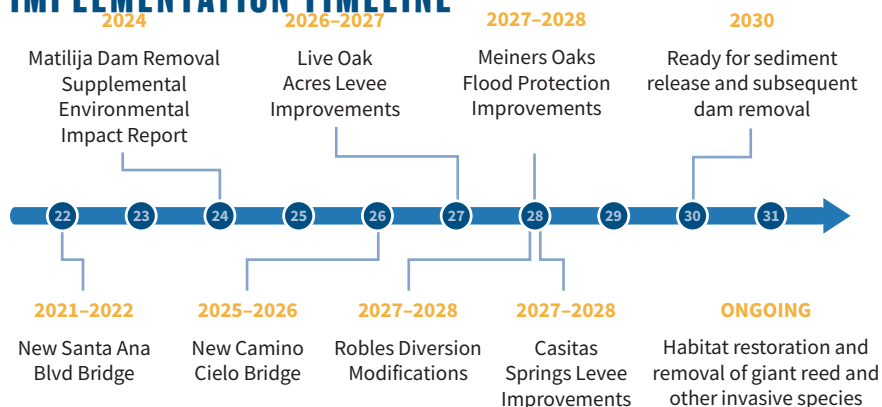 IMPLEMENTATION TIMELINE
2024
Matilija Dam Removal
Supplemental
Environmental
Impact Report
2026–2027
Live Oak
Acres Levee
Improvements
2027–2028
Meiners Oaks
Flood Protection
Improvements
2030
Ready for sediment
release and subsequent
dam removal
22 23 24 25 26 27 28 29 30 31
2021–2022
New Santa Ana
Blvd Bridge
2025–2026
New Camino
Cielo Bridge
2027–2028
Robles Diversion
Modifications
2027–2028
Casitas
Springs Levee
Improvements
ONGOING
Habitat restoration and
removal of giant reed and
other invasive species